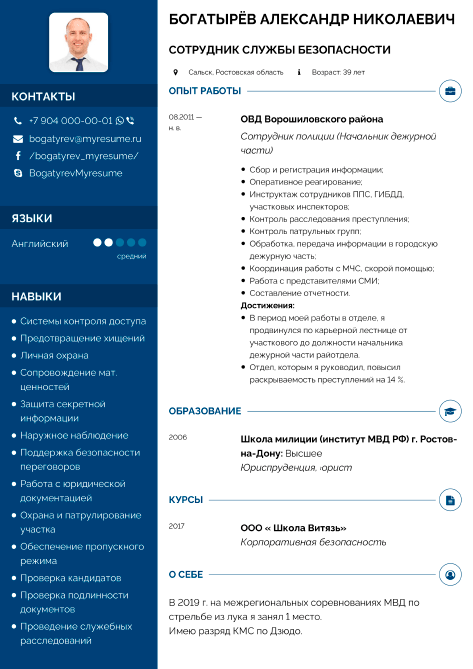 БОГАТЫРЁВ АЛЕКСАНДР НИКОЛАЕВИЧ
СОТРУДНИК СЛУЖБЫ БЕЗОПАСНОСТИ
Сальск, Ростовская область
Возраст: 39 лет
КОНТАКТЫ
+7 904 000-00-01
bogatyrev@myresume.ru
/bogatyrev_myresume/
BogatyrevMyresume
ЯЗЫКИ
Английский
средний
НАВЫКИ
Системы контроля доступа
Предотвращение хищений
Личная охрана
Сопровождение мат.
ценностей
Защита секретной
информации
Наружное наблюдение
Поддержка безопасности
переговоров
Работа с юридической
документацией
Охрана и патрулирование
участка
Обеспечение пропускного
режима
Проверка кандидатов
Проверка подлинности
документов
Проведение служебных
расследований
ОПЫТ РАБОТЫ
08.2011 —
н. в.
ОВД Ворошиловского района
Сотрудник полиции (Начальник дежурной
части)
Сбор и регистрация информации;
Оперативное реагирование;
Инструктаж сотрудников ППС, ГИБДД,
участковых инспекторов;
Контроль расследования преступления;
Контроль патрульных групп;
Обработка, передача информации в городскую
дежурную часть;
Координация работы с МЧС, скорой помощью;
Работа с представителями СМИ;
Составление отчетности.
Достижения:
В период моей работы в отделе, я
продвинулся по карьерной лестнице от
участкового до должности начальника
дежурной части райотдела.
Отдел, которым я руководил, повысил
раскрываемость преступлений на 14 %.
ОБРАЗОВАНИЕ
2006
Школа милиции (институт МВД РФ) г. Ростов-
на-Дону: Высшее
Юриспруденция, юрист
КУРСЫ
2017
ООО « Школа Витязь»
Корпоративная безопасность
О СЕБЕ
В 2019 г. на межрегиональных соревнованиях МВД по
стрельбе из лука я занял 1 место.
Имею разряд КМС по Дзюдо.